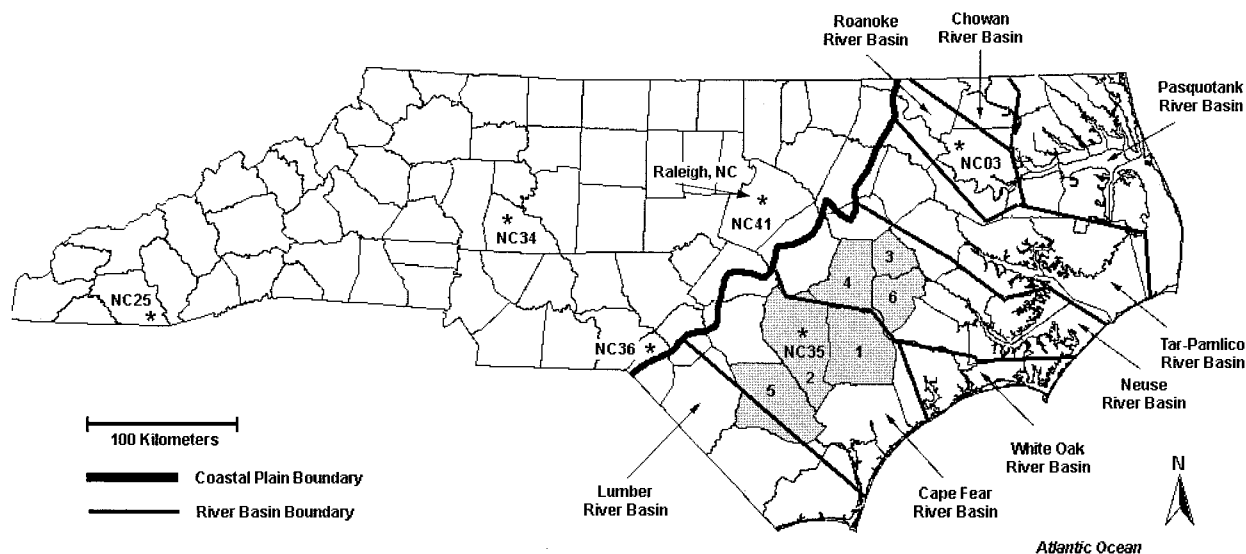 Roanoke
River Basin
Chowan
River Basin
Pasquotank
River Basin
* NC03
Raleigh, NC
* NC41
* NC34
NC25 *
NC36 *
* NC35
3
4
6
1
2
5
Tar-Pamlico
River Basin
Neuse
River Basin
White Oak
River Basin
Cape Fear
River Basin
Lumber
River Basin
100 Kilometers
Coastal Plain Boundary
River Basin Boundary
N
Atlantic Ocean